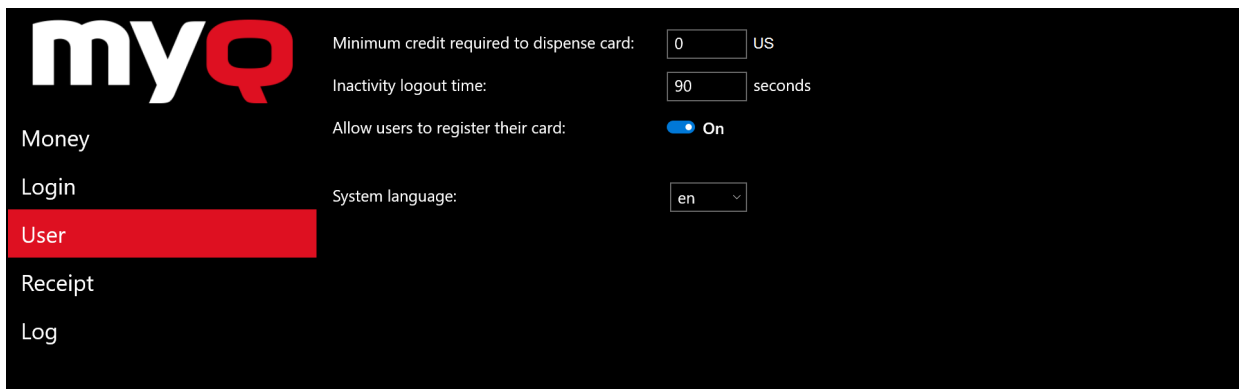 myQ
Money
Login
User
Receipt
Log
Minimum credit required to dispense card: 0 US
Inactivity logout time: 90 seconds
Allow users to register their card: On
System language: en